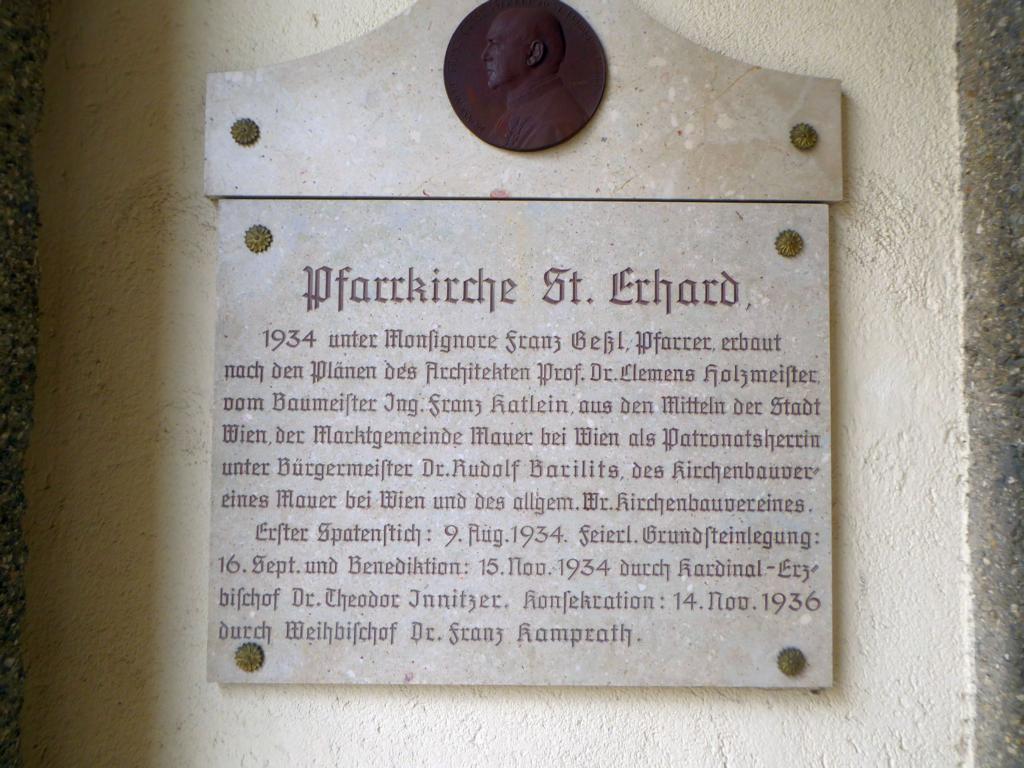 Pfarrkirche St. Erhard,
1934 unter Monsignore Franz Geßl, Pfarrer, erbaut
nach den Plänen des Architekten Prof. Dr. Clemens Holzmeister,
vom Baumeister Ing. Franz Katlein, aus den Mitteln der Stadt
Wien, der Marktgemeinde Mauer bei Wien als Patronatsherrin
unter Bürgermeister Dr. Rudolf Barilits, des Kirchenbauver-
eines Mauer bei Wien und des allgem. Wr. Kirchenbauvereines.
Erster Spatenstich: 9. Aug. 1934. Feierl. Grundsteinlegung:
16. Sept. und Benediktion: 15. Nov. 1934 durch Kardinal-Erz-
bischof Dr. Theodor Innitzer. Konsekration: 14. Nov. 1936
durch Weihbischof Dr. Franz Kamprath.